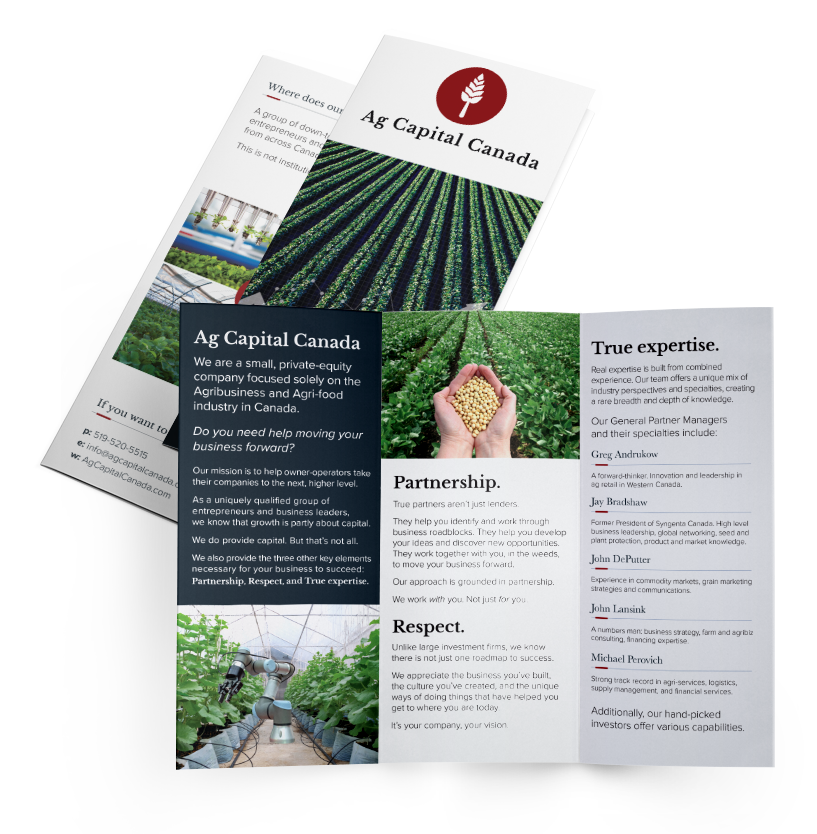 Where does our
A group of down-t
entrepreneurs and
from across Canad
This is not instituti
If you want to
p: 519-520-5515
e: info@agcapitalcanada.c
w: AgCapitalCanada.com
Ag Capital Canada
Ag Capital Canada
We are a small, private-equity
company focused solely on the
Agribusiness and Agri-food
industry in Canada.
Do you need help moving your
business forward?
Our mission is to help owner-operators take
their companies to the next, higher level.
As a uniquely qualified group of
entrepreneurs and business leaders,
we know that growth is partly about capital.
We do provide capital. But that's not all.
We also provide the three other key elements
necessary for your business to succeed:
Partnership, Respect, and True expertise.
Partnership.
True partners aren't just lenders.
They help you identify and work through
business roadblocks. They help you develop
your ideas and discover new opportunities.
They work together with you, in the weeds,
to move your business forward.
Our approach is grounded in partnership.
We work with you. Not just for you.
Respect.
Unlike large investment firms, we know
there is not just one roadmap to success.
We appreciate the business you've built,
the culture you've created, and the unique
ways of doing things that have helped you
get to where you are today.
It's your company, your vision.
True expertise.
Real expertise is built from combined
experience. Our team offers a unique mix of
industry perspectives and specialties, creating
a rare breadth and depth of knowledge.
Our General Partner Managers
and their specialties include:
Greg Andrukow
A forward-thinker. Innovation and leadership in
ag retail in Western Canada.
Jay Bradshaw
Former President of Syngenta Canada. High level
business leadership, global networking, seed and
plant protection, product and market knowledge.
John DePutter
Experience in commodity markets, grain marketing
strategies and communications.
John Lansink
A numbers man: business strategy, farm and agribiz
consulting, financing expertise.
Michael Perovich
Strong track record in agri-services, logistics,
supply management, and financial services.
Additionally, our hand-picked
investors offer various capabilities.